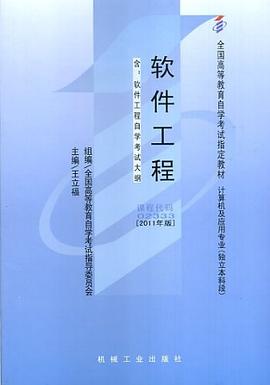 全国高等教育自学考试指定教材
计算机及应用专业(独立本科段)
软件工程
含:软件工程自学考试大纲
课程代码
02333
[2011年版]
组编/全国高等教育自学考试指导委员会
主编/王立福
机械工业出版社